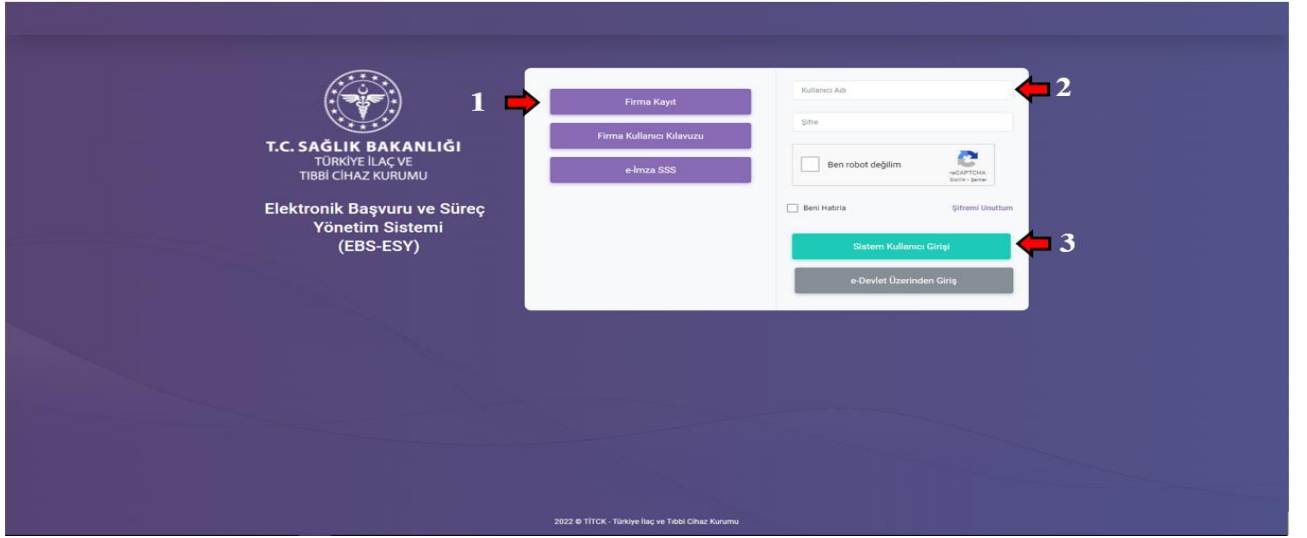 T.C. SAĞLIK BAKANLIĞI
TÜRKİYE İLAÇ VE
TIBBİ CİHAZ KURUMU
Elektronik Başvuru ve Süreç
Yönetim Sistemi
(EBS-ESY)
1
Firma Kayıt
Firma Kullanıcı Kılavuzu
e-İmza SSS
Kullanıcı Adı
2
Şifre
Ben robot değilim
reCAPTCHA
Gizlilik - Şartlar
Beni Hatırla
Şifremi Unuttum
Sistem Kullanıcı Girişi
3
e-Devlet Üzerinden Giriş
2022 © TİTCK - Türkiye İlaç ve Tıbbi Cihaz Kurumu